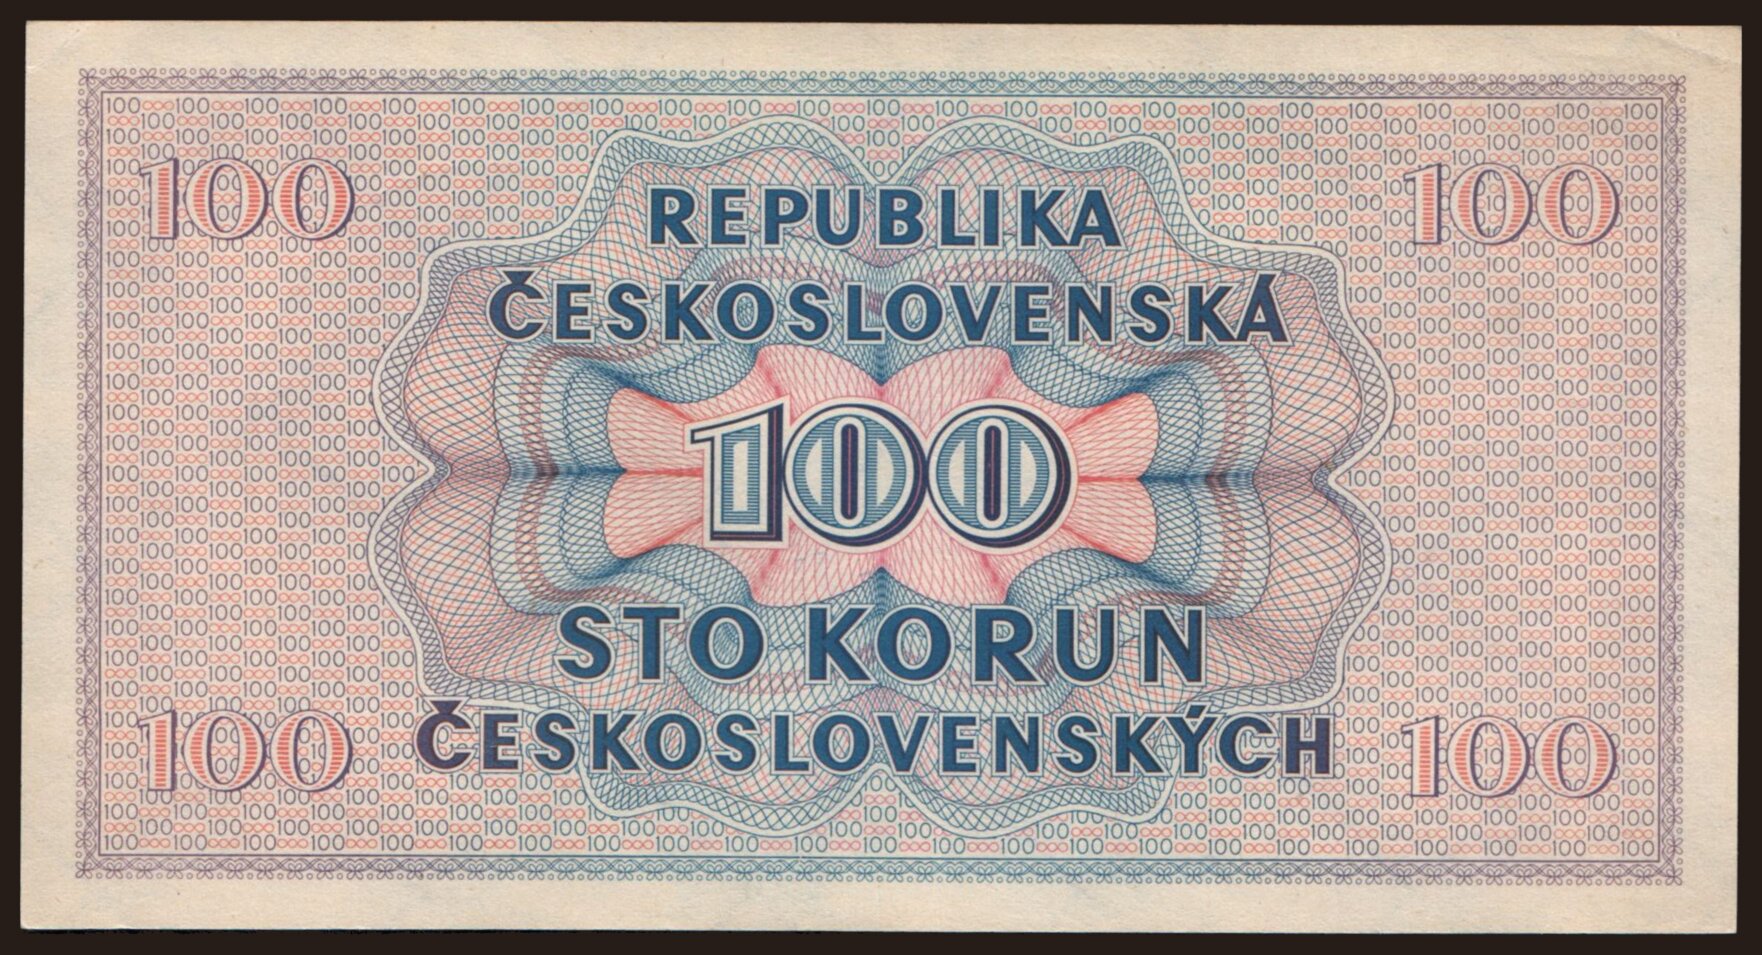 100 100
REPUBLIKA
ČESKOSLOVENSKÁ
100
STO KORUN
ČESKOSLOVENSKÝCH
100 100